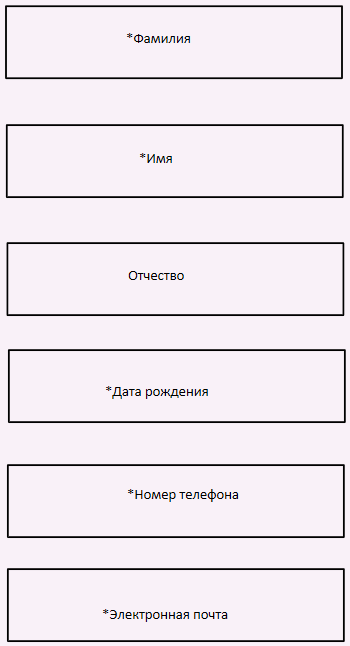 *Фамилия
*Имя
Отчество
*Дата рождения
*Номер телефона
*Электронная почта